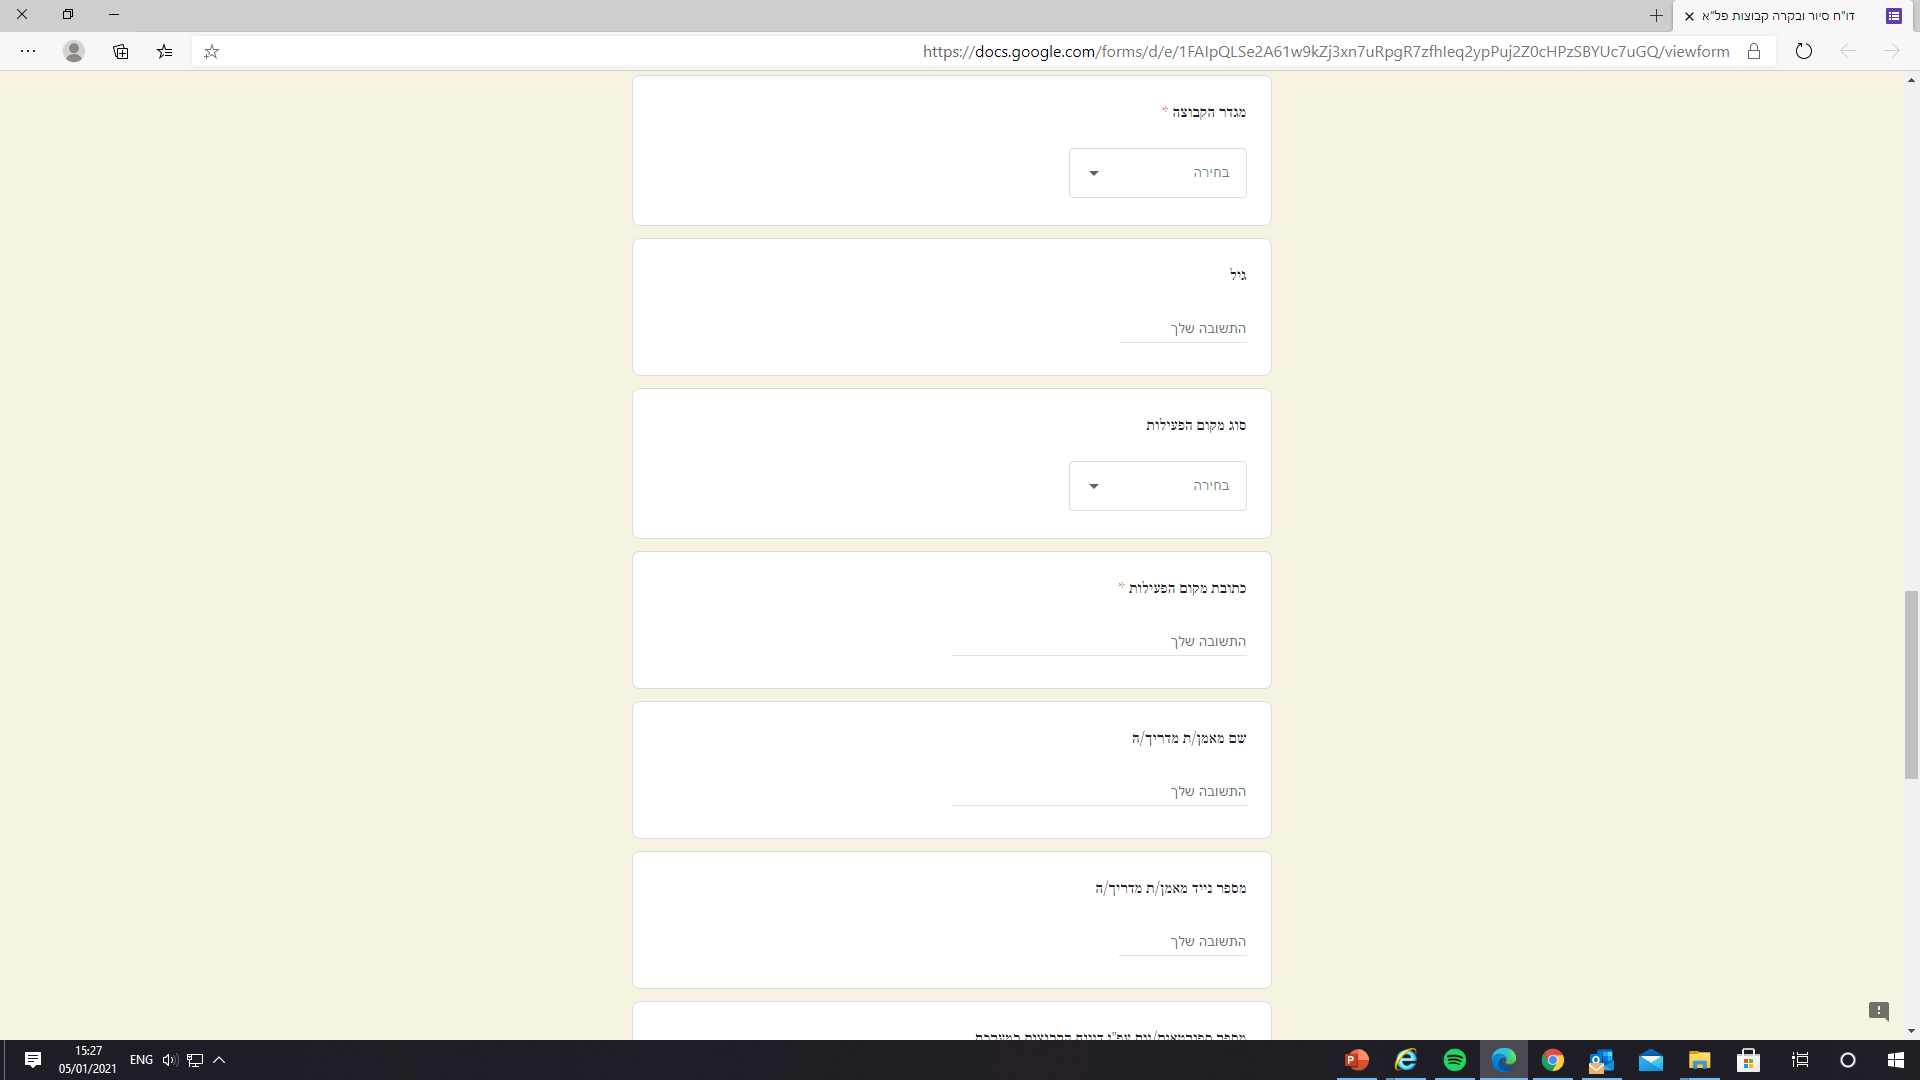 דו"ח סיור ובקרה קבוצות פל"א
https://docs.google.com/forms/d/e/1FAIpQLSe2A61w9kZj3xn7uRpgR7zfhIeq2ypPuj2Z0cHPzSBYUc7uGQ/viewform
מגדר הקבוצה *
בחירה
גיל
התשובה שלך
סוג מקום הפעילות
בחירה
כתובת מקום הפעילות *
התשובה שלך
שם מאמן/ת מדריך/ה
התשובה שלך
מספר נייד מאמן/ת מדריך/ה
התשובה שלך
15:27
ENG
05/01/2021